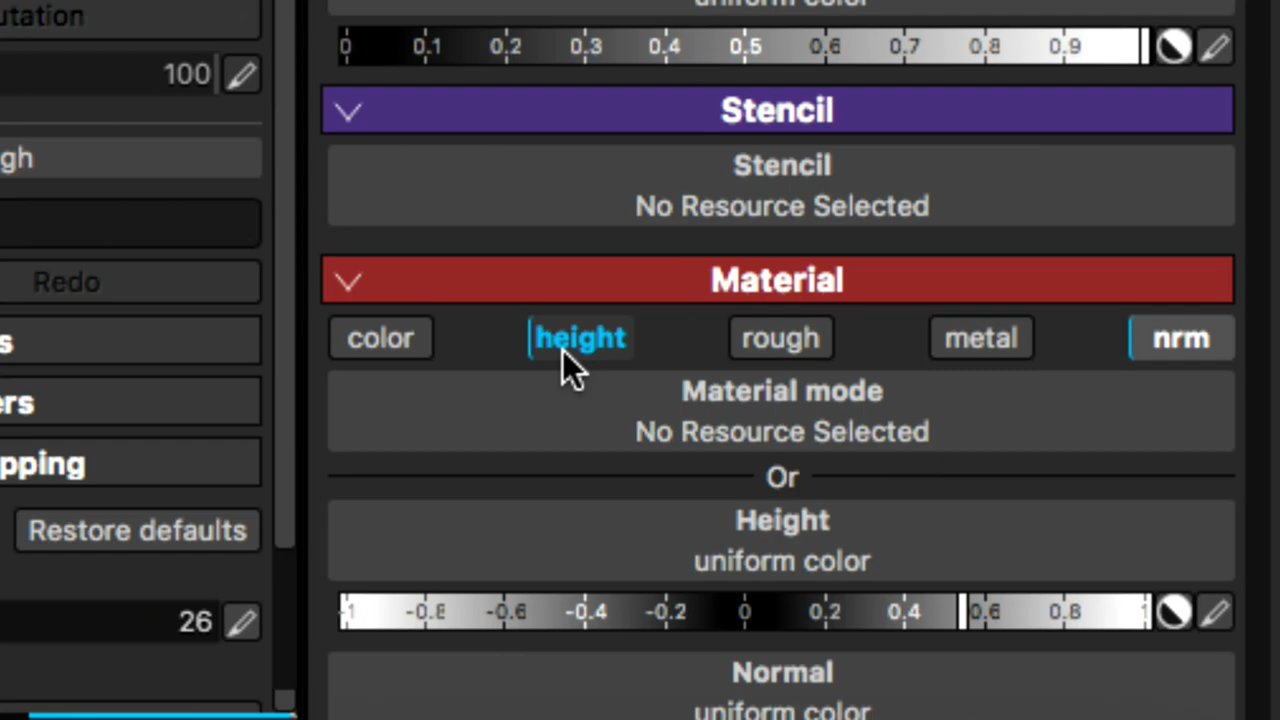 utation
100
gh
Redo
s
ers
pping
Restore defaults
26
uniform color
0 0.1 0.2 0.3 0.4 0.5 0.6 0.7 0.8 0.9
Stencil
Stencil
No Resource Selected
Material
color height rough metal nrm
Material mode
No Resource Selected
Or
Height
uniform color
-1 -0.8 -0.6 -0.4 -0.2 0 0.2 0.4 0.6 0.8 1
Normal
uniform color